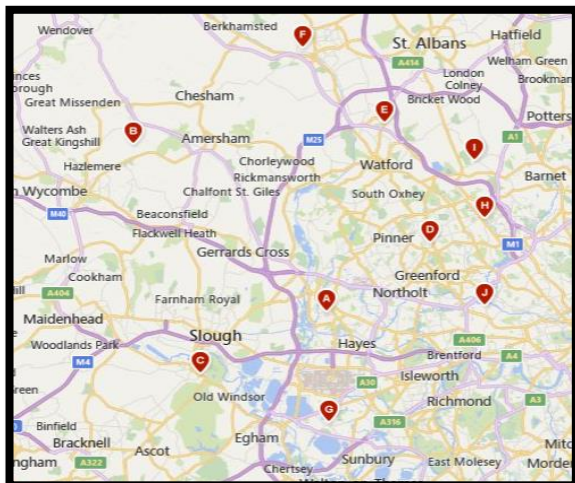 Berkhamsted
Wendover
F
St. Albans
Hatfield
A414
Welham Green
Brookman
nces
orough
London
Colney
Chesham
Great Missenden
E
Bricket Wood
Potters
Walters Ash
Great Kingshill
B
M25
A1
Amersham
I
Chorleywood
Watford
Hazlemere
Rickmansworth
Barnet
n Wycombe
Chalfont St. Giles
South Oxhey
M40
Beaconsfield
H
Flackwell Heath
D
Pinner
M1
Gerrards Cross
Marlow
Greenford
Cookham
A404
Farnham Royal
A
Northolt
J
Maidenhead
Slough
A406
Woodlands Park
Hayes
M4
C
Brentford
A4
A30
Isleworth
reen
Old Windsor
Richmond
A3
G
A316
Binfield
Egham
Bracknell
Ascot
Mitc
ngham
A322
Sunbury
East Molesey
Morder
Chertsey